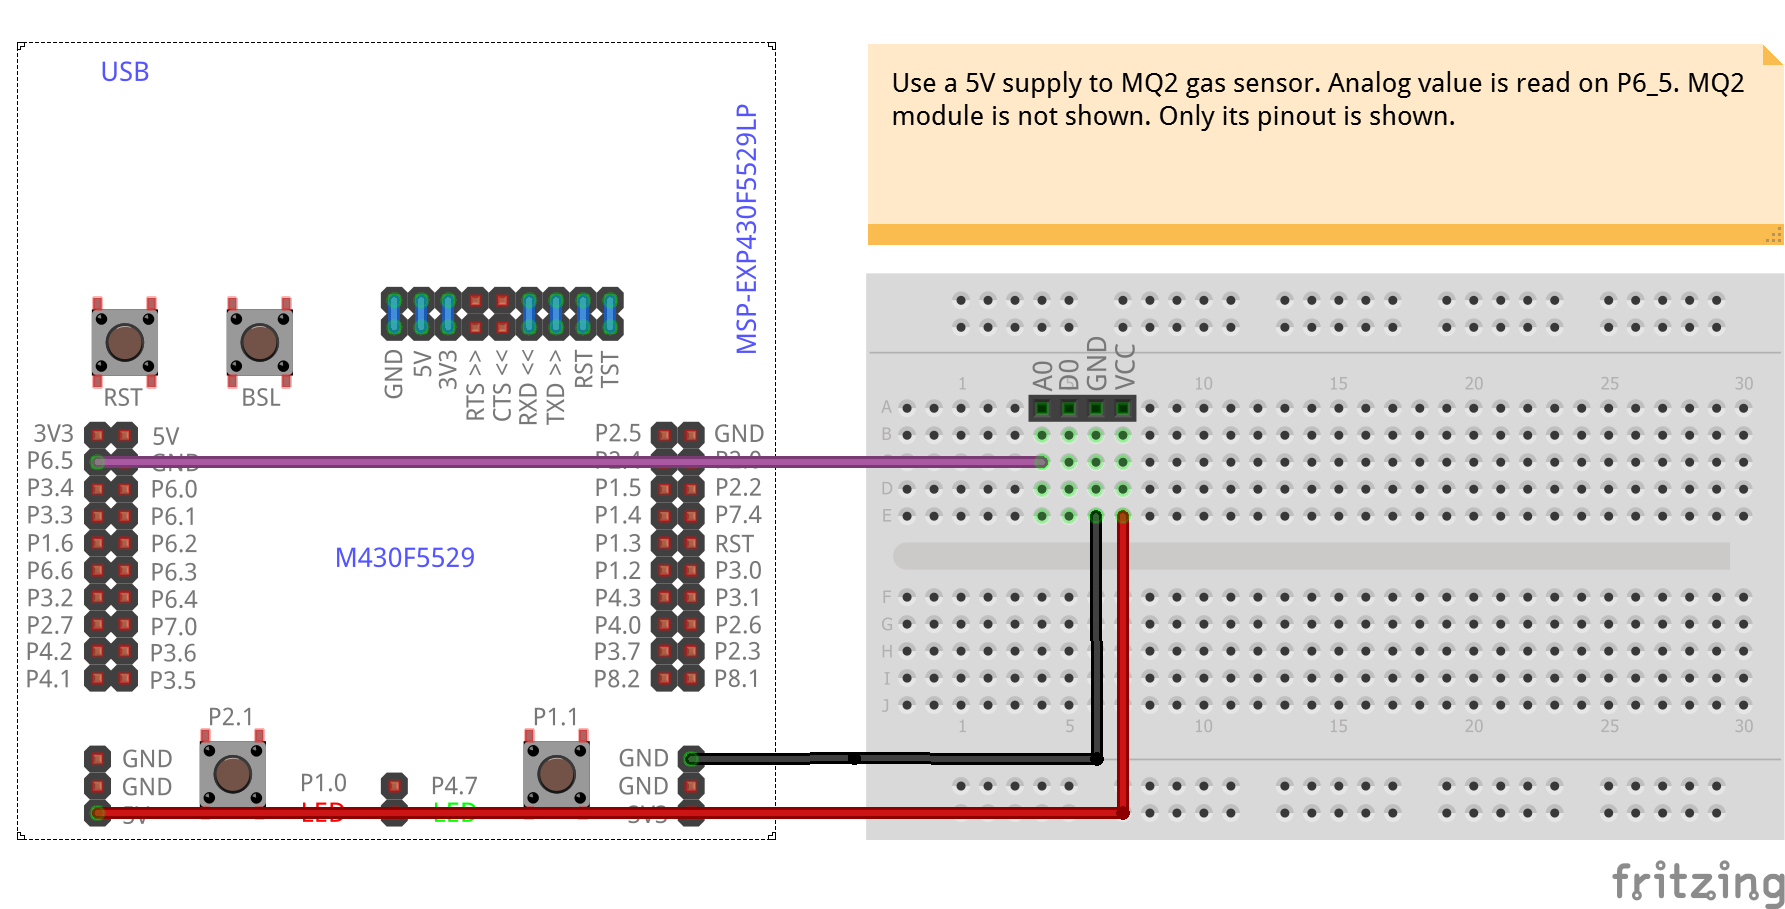 USB
MSP-EXP430F5529LP
Use a 5V supply to MQ2 gas sensor. Analog value is read on P6_5. MQ2
module is not shown. Only its pinout is shown.
RST
BSL
GND
5V
3V3
RTS >>
CTS <<
RXD <<
TXD >>
RST
TST
3V3 5V
P6.5 GND
P3.4 P6.0
P3.3 P6.1
P1.6 P6.2
P6.6 P6.3
P3.2 P6.4
P2.7 P7.0
P4.2 P3.6
P4.1 P3.5
M430F5529
P2.5 GND
P2.4 P2.0
P1.5 P2.2
P1.4 P7.4
P1.3 RST
P1.2 P3.0
P4.3 P3.1
P4.0 P2.6
P3.7 P2.3
P8.2 P8.1
P2.1
P1.1
GND
GND
5V
P1.0
LED
P4.7
LED
GND
GND
3V3
A0
D0
GND
VCC
1 10 15 20 25 30
A
B
D
E
F
G
H
I
J
1 5 10 15 20 25 30
fritzing